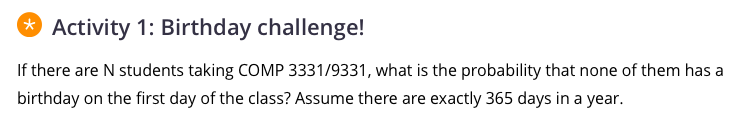 Activity 1: Birthday challenge!
If there are N students taking COMP 3331/9331, what is the probability that none of them has a
birthday on the first day of the class? Assume there are exactly 365 days in a year.